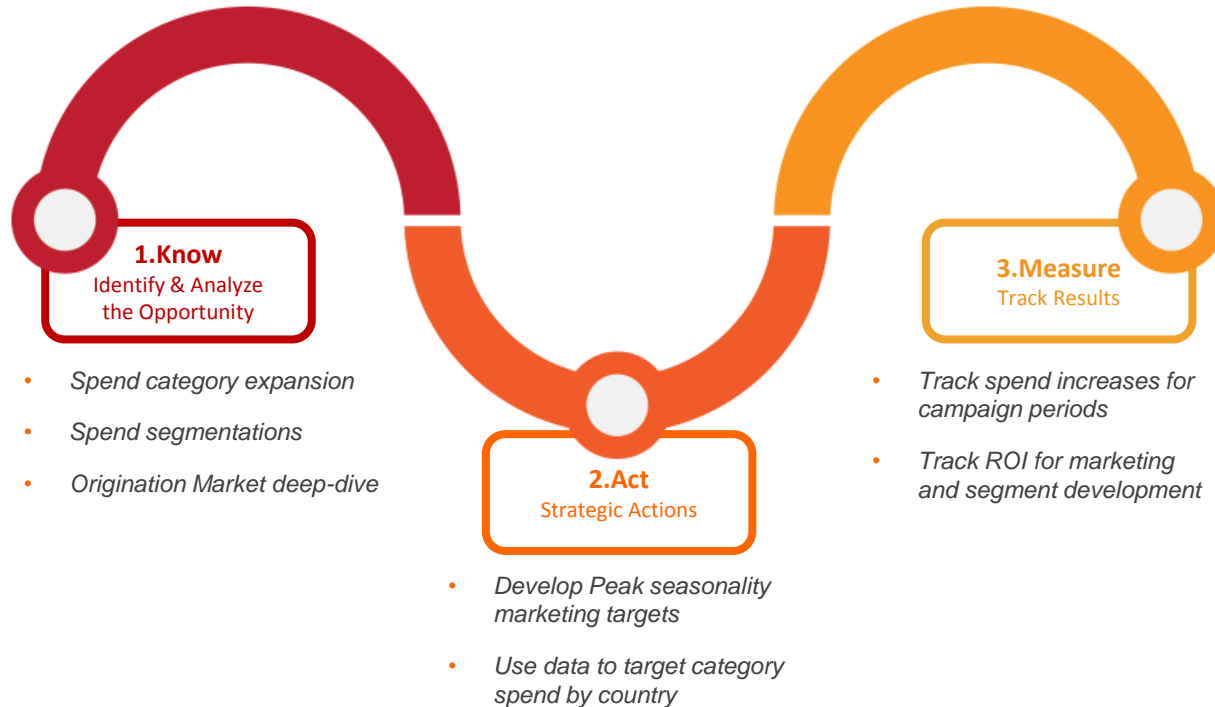 1.Know
Identify & Analyze
the Opportunity
• Spend category expansion
• Spend segmentations
• Origination Market deep-dive
2.Act
Strategic Actions
• Develop Peak seasonality
marketing targets
• Use data to target category
spend by country
3.Measure
Track Results
• Track spend increases for
campaign periods
• Track ROI for marketing
and segment development